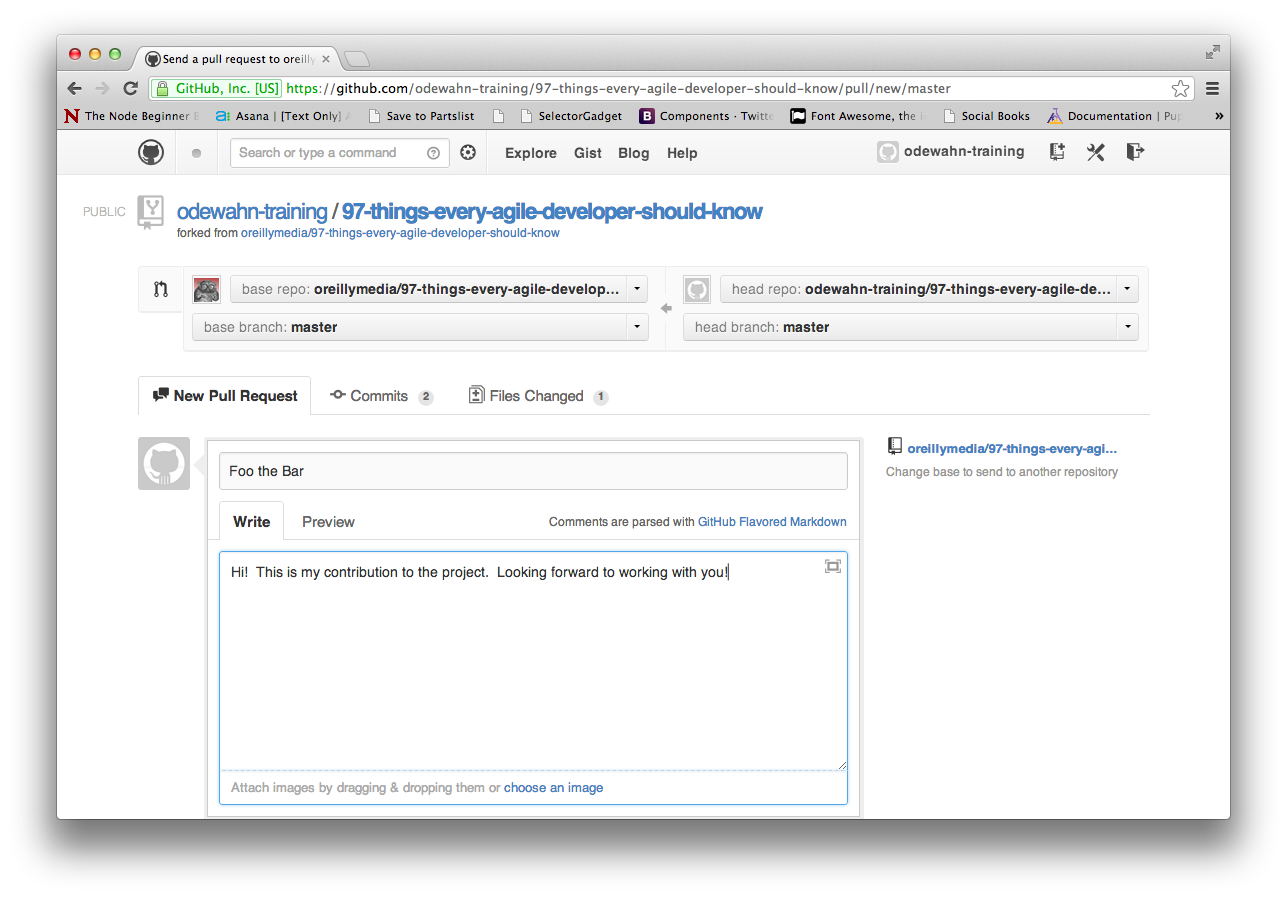 Send a pull request to oreilly
GitHub, Inc. [US] https://github.com/odewahn-training/97-things-every-agile-developer-should-know/pull/new/master
The Node Beginner Asana | [Text Only] Save to Partslist SelectorGadget Components · Twitte Font Awesome, the Social Books Documentation | Pup »
Search or type a command Explore Gist Blog Help odewahn-training
PUBLIC odewahn-training / 97-things-every-agile-developer-should-know
forked from oreillymedia/97-things-every-agile-developer-should-know
base repo: oreillymedia/97-things-every-agile-develop... head repo: odewahn-training/97-things-every-agile-de...
base branch: master head branch: master
New Pull Request Commits 2 Files Changed 1
Foo the Bar
oreillymedia/97-things-every-agi...
Change base to send to another repository
Write Preview Comments are parsed with GitHub Flavored Markdown
Hi!  This is my contribution to the project.  Looking forward to working with you!
Attach images by dragging & dropping them or choose an image